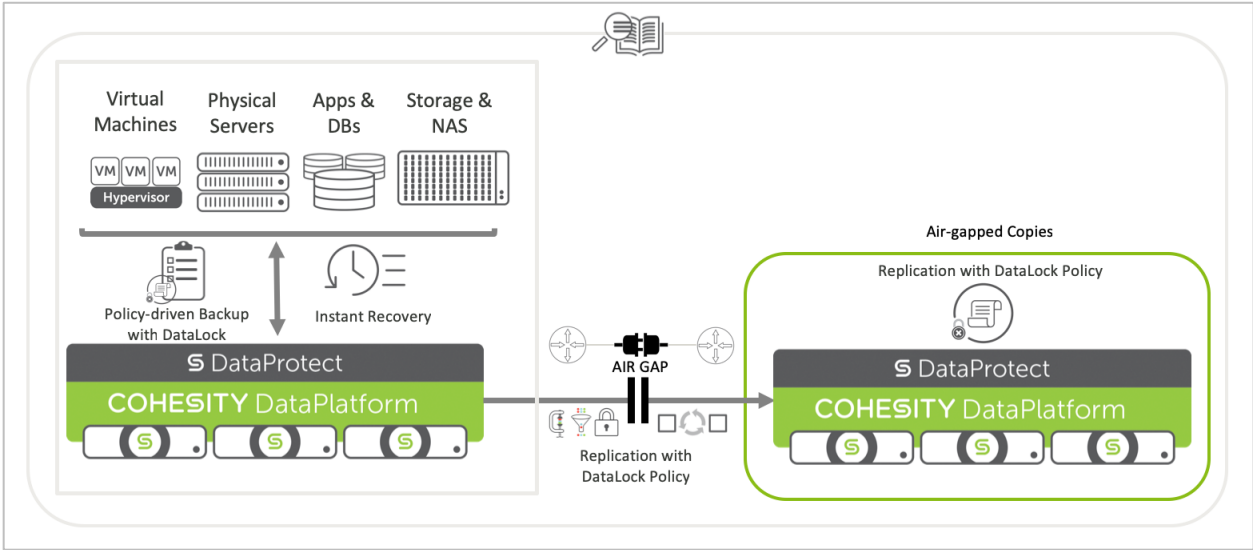 Virtual
Machines
Physical
Servers
Apps &
DBs
Storage &
NAS
VM VM VM
Hypervisor
Policy-driven Backup
with DataLock
Instant Recovery
S DataProtect
COHESITY DataPlatform
S S S
AIR GAP
Replication with
DataLock Policy
Air-gapped Copies
Replication with DataLock Policy
S DataProtect
COHESITY DataPlatform
S S S